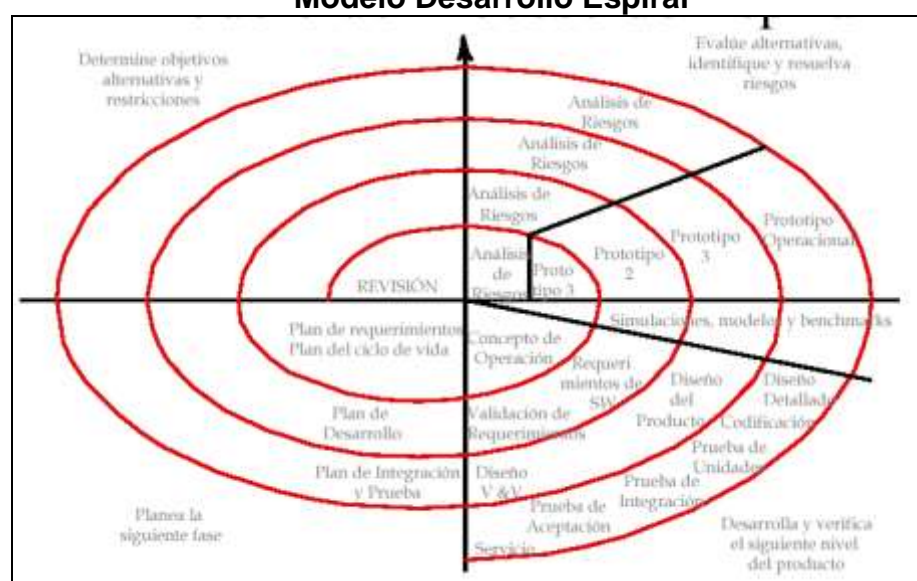 Modelo Desarrollo Espiral
Determine objetivos
alternativas y
restricciones
Evalúe alternativas,
identifique y resuelva
riesgos
Análisis de
Riesgos
Análisis de
Riesgos
Análisis de
Riesgos
Análisis
de
Riesgos
Proto
tipo 3
Prototipo
2
Prototipo
3
Prototipo
Operacional
REVISIÓN
Simulaciones, modelos y benchmarks
Plan de requerimientos
Plan del ciclo de vida
Concepto de
Operación
Requeri
mientos de
SW
Diseño
del
Producto
Diseño
Detallado
Codificación
Plan de
Desarrollo
Validación de
Requerimientos
Prueba de
Unidades
Plan de Integración
y Prueba
Diseño
V &V
Prueba de
Integración
Prueba de
Aceptación
Servicio
Planea la
siguiente fase
Desarrolla y verifica
el siguiente nivel
del producto